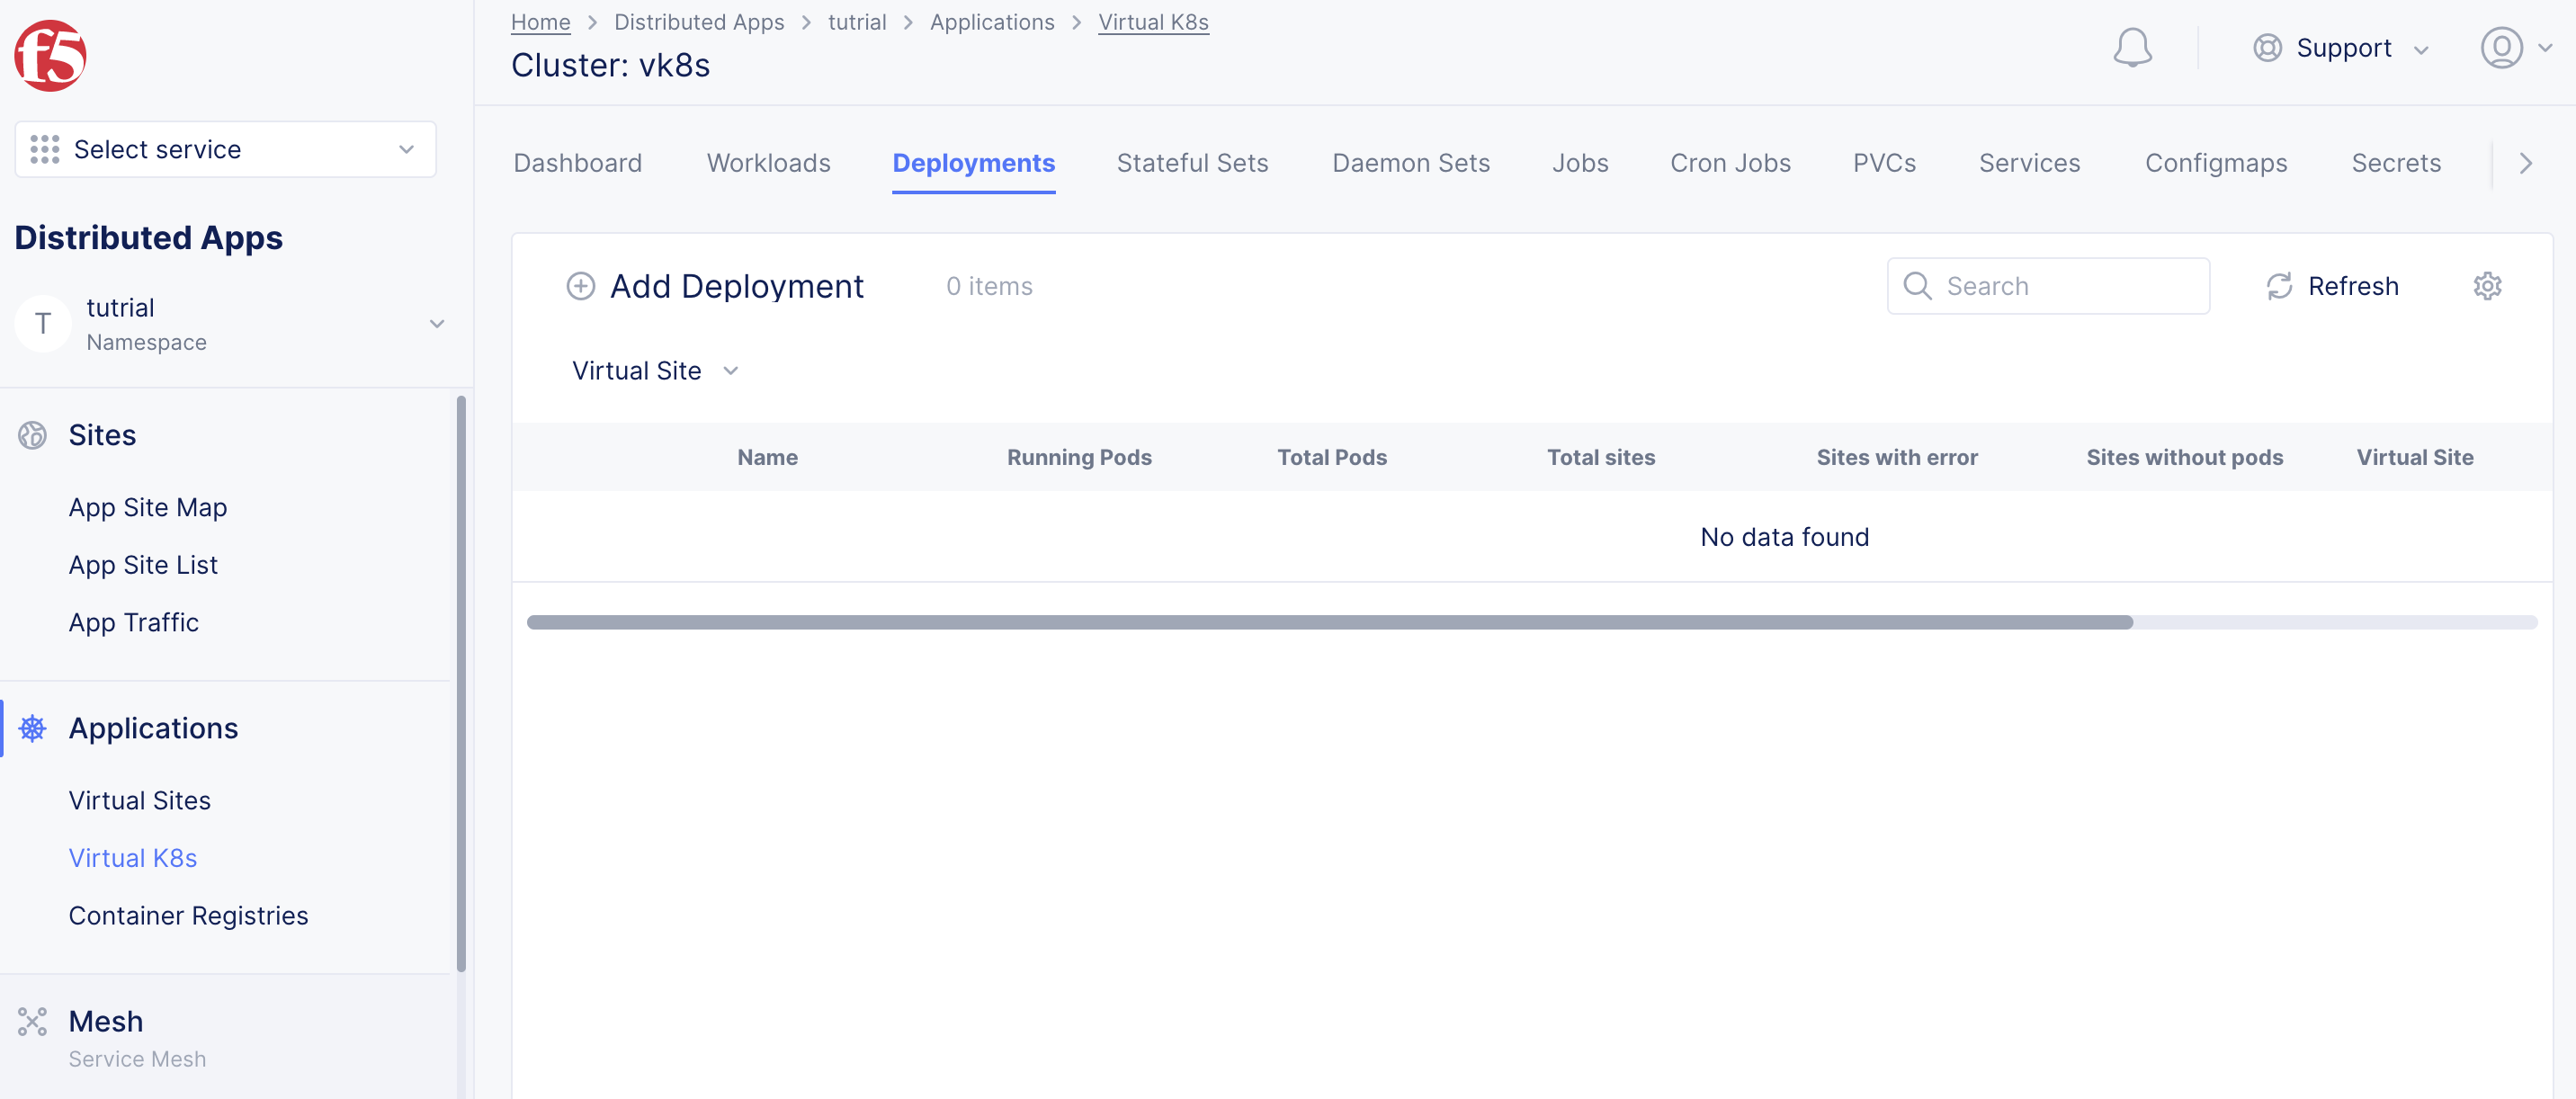 f5
Select service
Distributed Apps
T
tutrial
Namespace
Sites
App Site Map
App Site List
App Traffic
Applications
Virtual Sites
Virtual K8s
Container Registries
Mesh
Service Mesh
Home > Distributed Apps > tutrial > Applications > Virtual K8s
Cluster: vk8s
Support
Dashboard Workloads Deployments Stateful Sets Daemon Sets Jobs Cron Jobs PVCs Services Configmaps Secrets
Add Deployment 0 items Search Refresh
Virtual Site
Name Running Pods Total Pods Total sites Sites with error Sites without pods Virtual Site
No data found